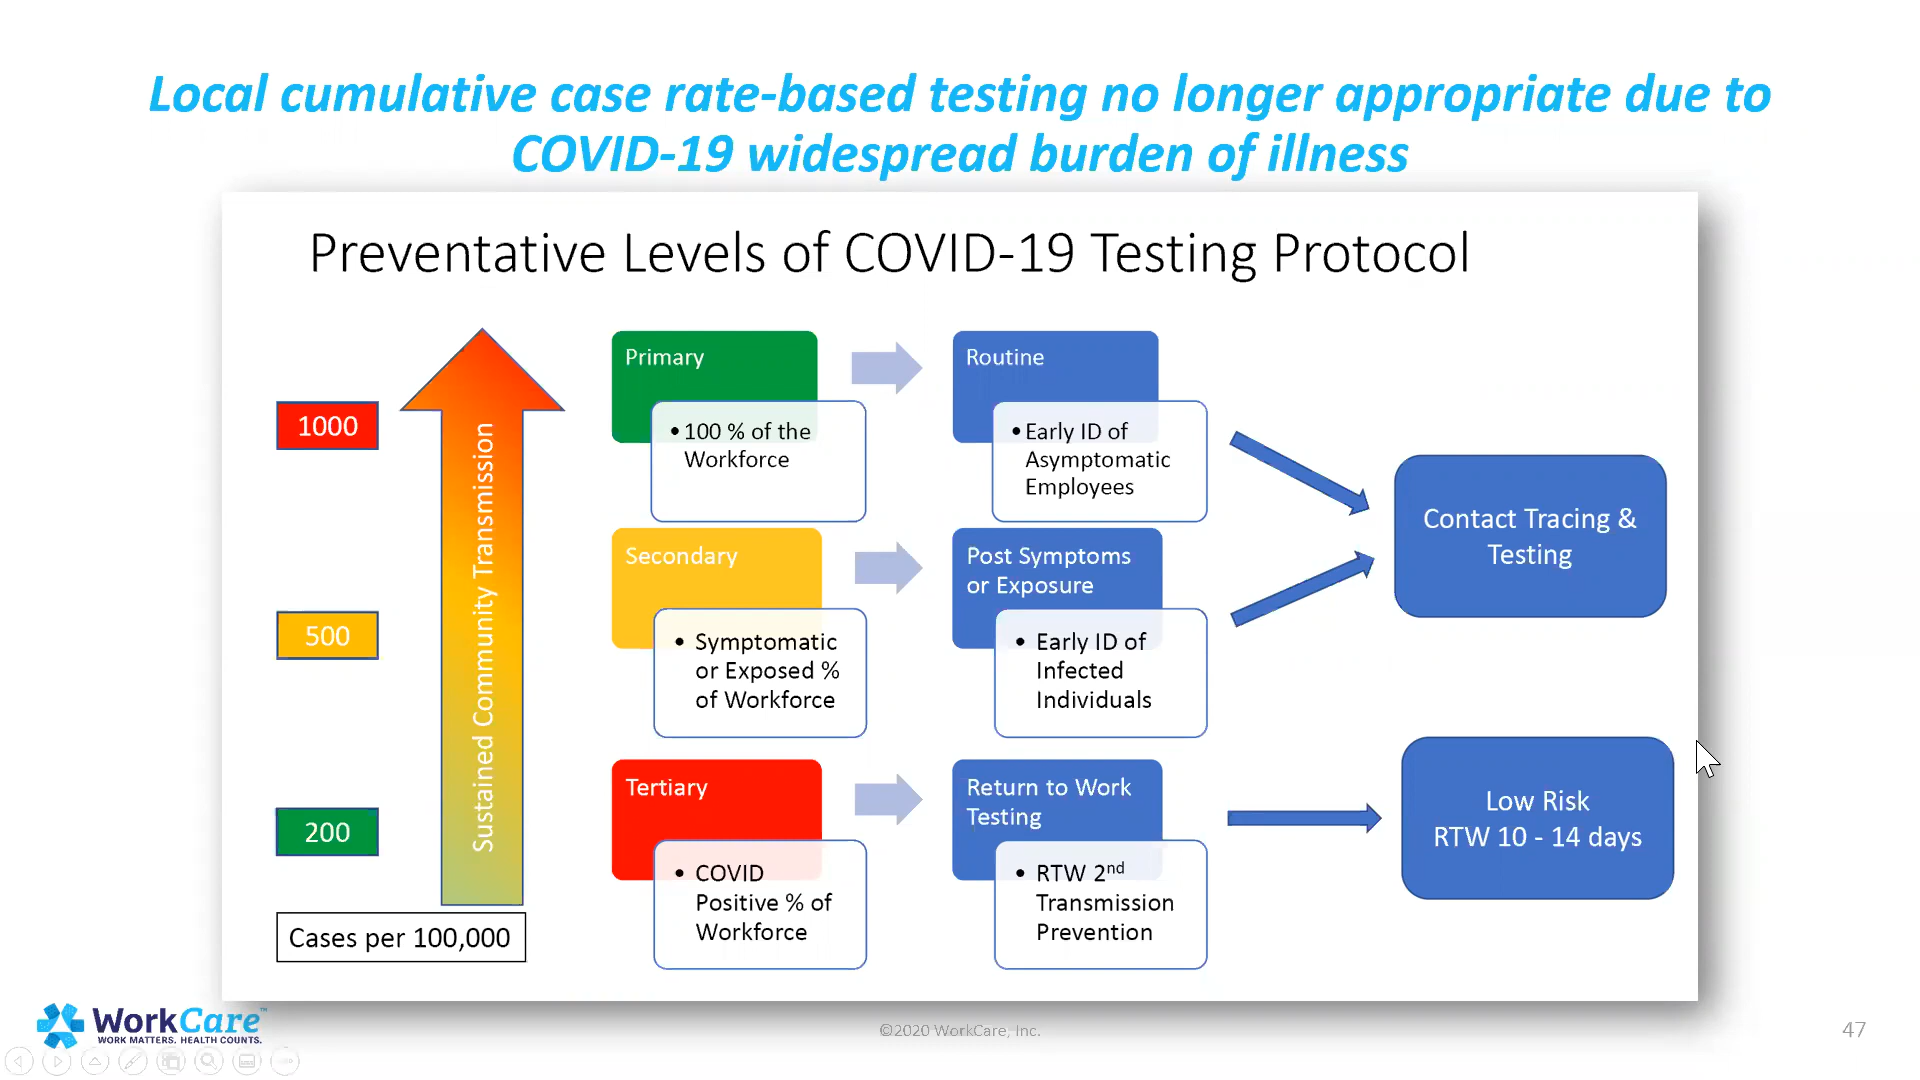 Local cumulative case rate-based testing no longer appropriate due to
COVID-19 widespread burden of illness
Preventative Levels of COVID-19 Testing Protocol
1000
500
200
Sustained Community Transmission
Cases per 100,000
Primary
• 100 % of the
Workforce
Routine
• Early ID of
Asymptomatic
Employees
Secondary
• Symptomatic
or Exposed %
of Workforce
Post Symptoms
or Exposure
• Early ID of
Infected
Individuals
Tertiary
• COVID
Positive % of
Workforce
Return to Work
Testing
• RTW 2nd
Transmission
Prevention
Contact Tracing &
Testing
Low Risk
RTW 10 - 14 days
WorkCare™
WORK MATTERS. HEALTH COUNTS.
©2020 WorkCare, Inc.
47